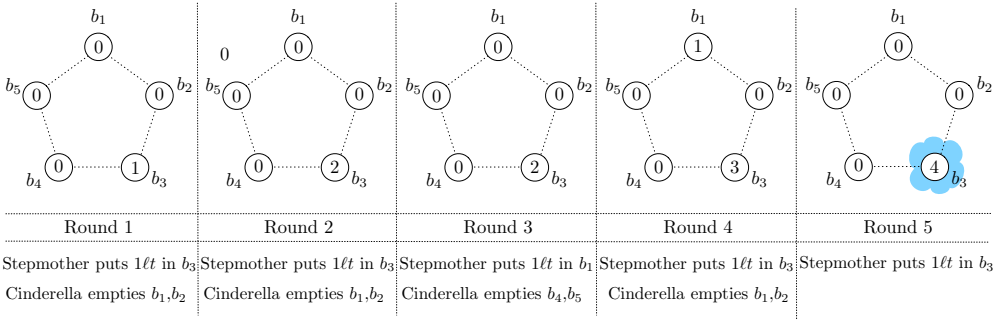 b₁ b₁ b₁ b₁ b₁
0 0 0 0 1 0
b₅ 0 0 b₂ b₅ 0 0 b₂ b₅ 0 0 b₂ b₅ 0 0 b₂ b₅ 0 0 b₂
0 1 0 2 0 2 0 3 0 4
b₄ b₃ b₄ b₃ b₄ b₃ b₄ b₃ b₄ b₃
Round 1 Round 2 Round 3 Round 4 Round 5
Stepmother puts 1ℓt in b₃ Stepmother puts 1ℓt in b₃ Stepmother puts 1ℓt in b₁ Stepmother puts 1ℓt in b₃ Stepmother puts 1ℓt in b₃
Cinderella empties b₁,b₂ Cinderella empties b₁,b₂ Cinderella empties b₄,b₅ Cinderella empties b₁,b₂